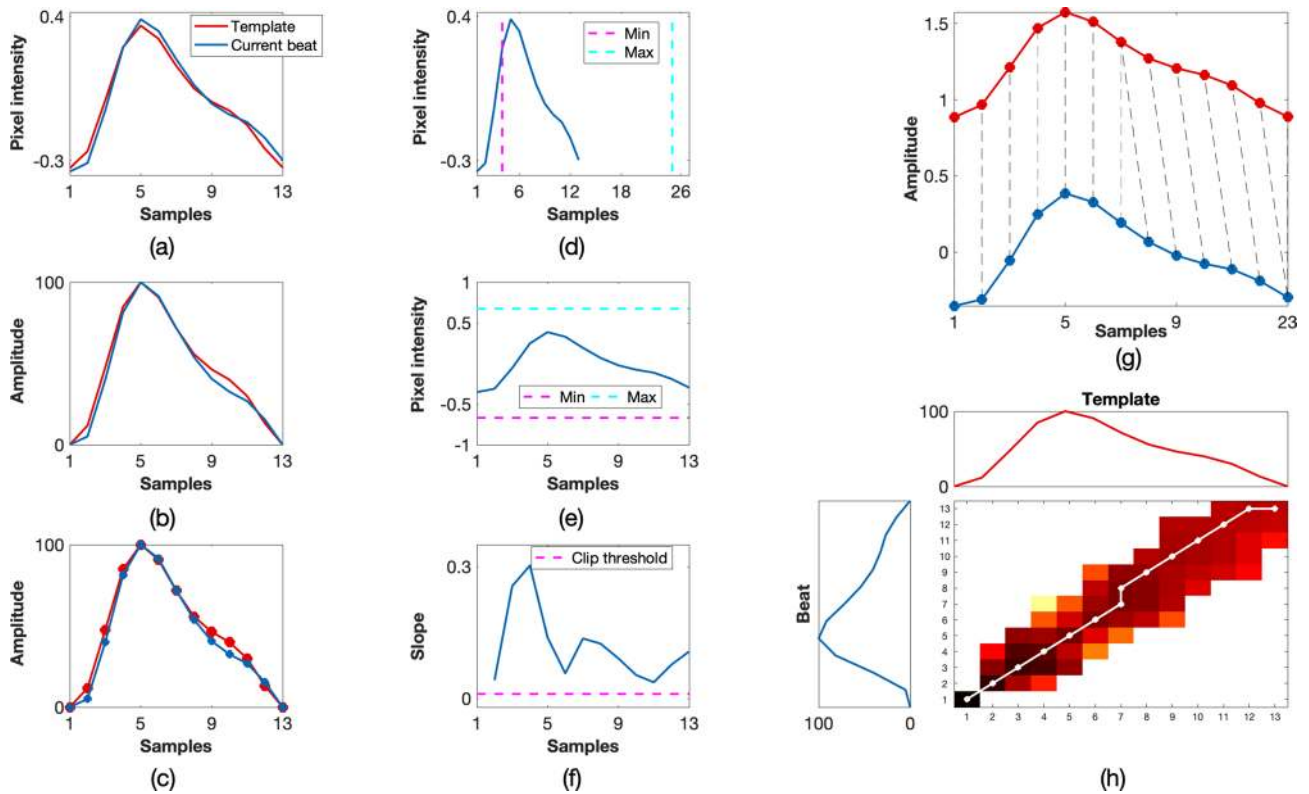 0.4
Template
Current beat
Pixel intensity
-0.3
1 5 9 13
Samples
(a)
0.4
Min
Max
Pixel intensity
-0.3
1 6 12 18 26
Samples
(d)
1.5
1
0.5
0
Amplitude
1 5 9 23
Samples
(g)
100
Amplitude
0
1 5 9 13
Samples
(b)
1
0.5
-0.5
-1
Pixel intensity
Min Max
1 5 9 13
Samples
(e)
100
Amplitude
0
1 5 9 13
Samples
(c)
0.3
Clip threshold
Slope
0
1 5 9 13
Samples
(f)
Template
100
0
Beat
100 0
13
12
11
10
9
8
7
6
5
4
3
2
1
1 2 3 4 5 6 7 8 9 10 11 12 13
(h)